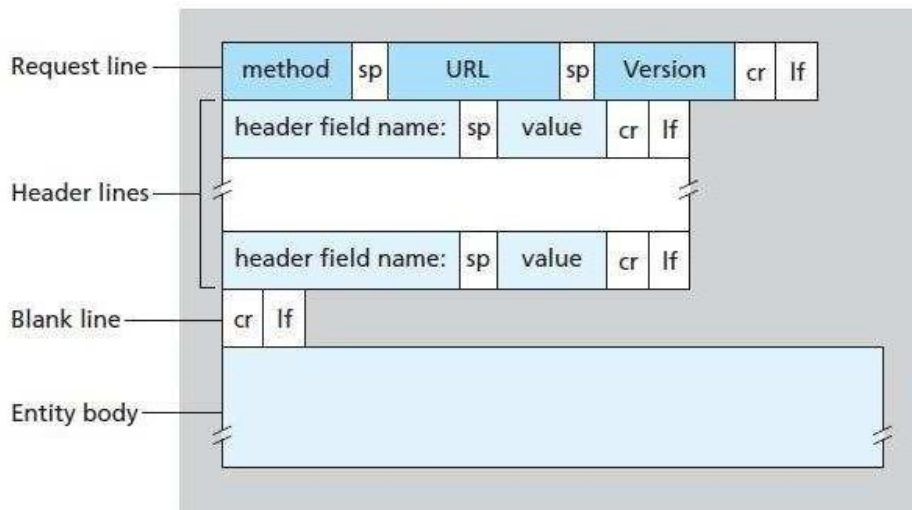 Request line method sp URL sp Version cr lf
header field name: sp value cr lf
Header lines
header field name: sp value cr lf
Blank line cr lf
Entity body